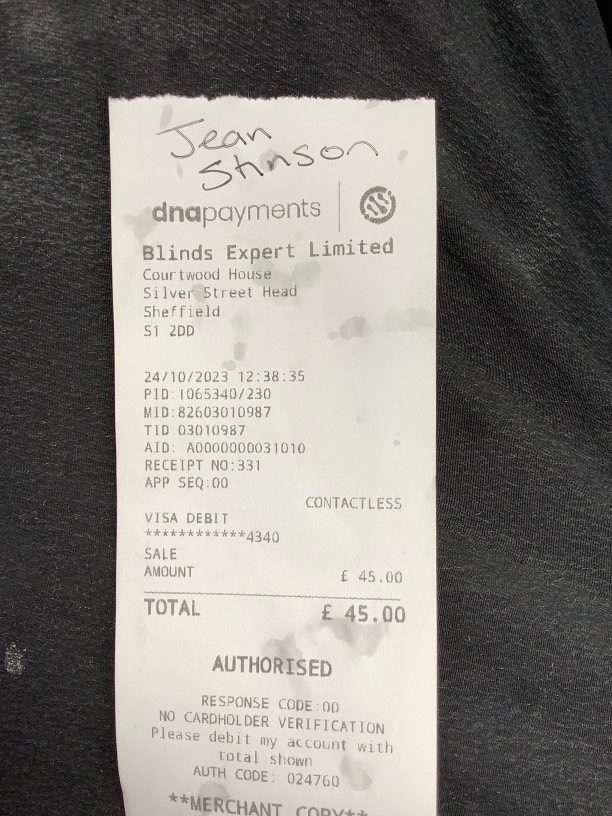 Jean
Stinson
dnapayments
Blinds Expert Limited
Courtwood House
Silver Street Head
Sheffield
S1 2DD
24/10/2023 12:38:35
PID:1065340/230
MID:82603010987
TID:03010987
AID: A0000000031010
RECEIPT NO:331
APP SEQ:00
CONTACTLESS
VISA DEBIT
************4340
SALE
AMOUNT £ 45.00
TOTAL £ 45.00
AUTHORISED
RESPONSE CODE:00
NO CARDHOLDER VERIFICATION
Please debit my account with
total shown
AUTH CODE: 024760
**MERCHANT COPY**